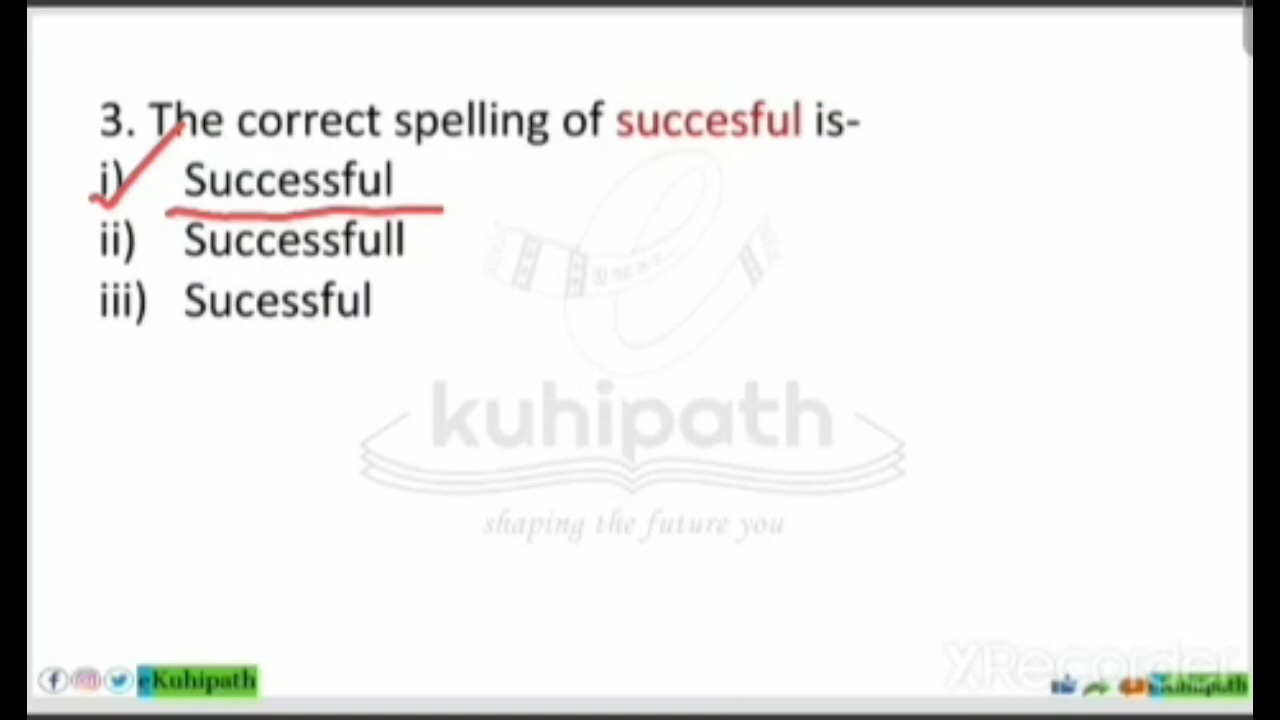 3. The correct spelling of succesful is-
i) Successful
ii) Successfull
iii) Sucessful
kuhipath
shaping the future you
eKuhipath
XRecorder
eKuhipath